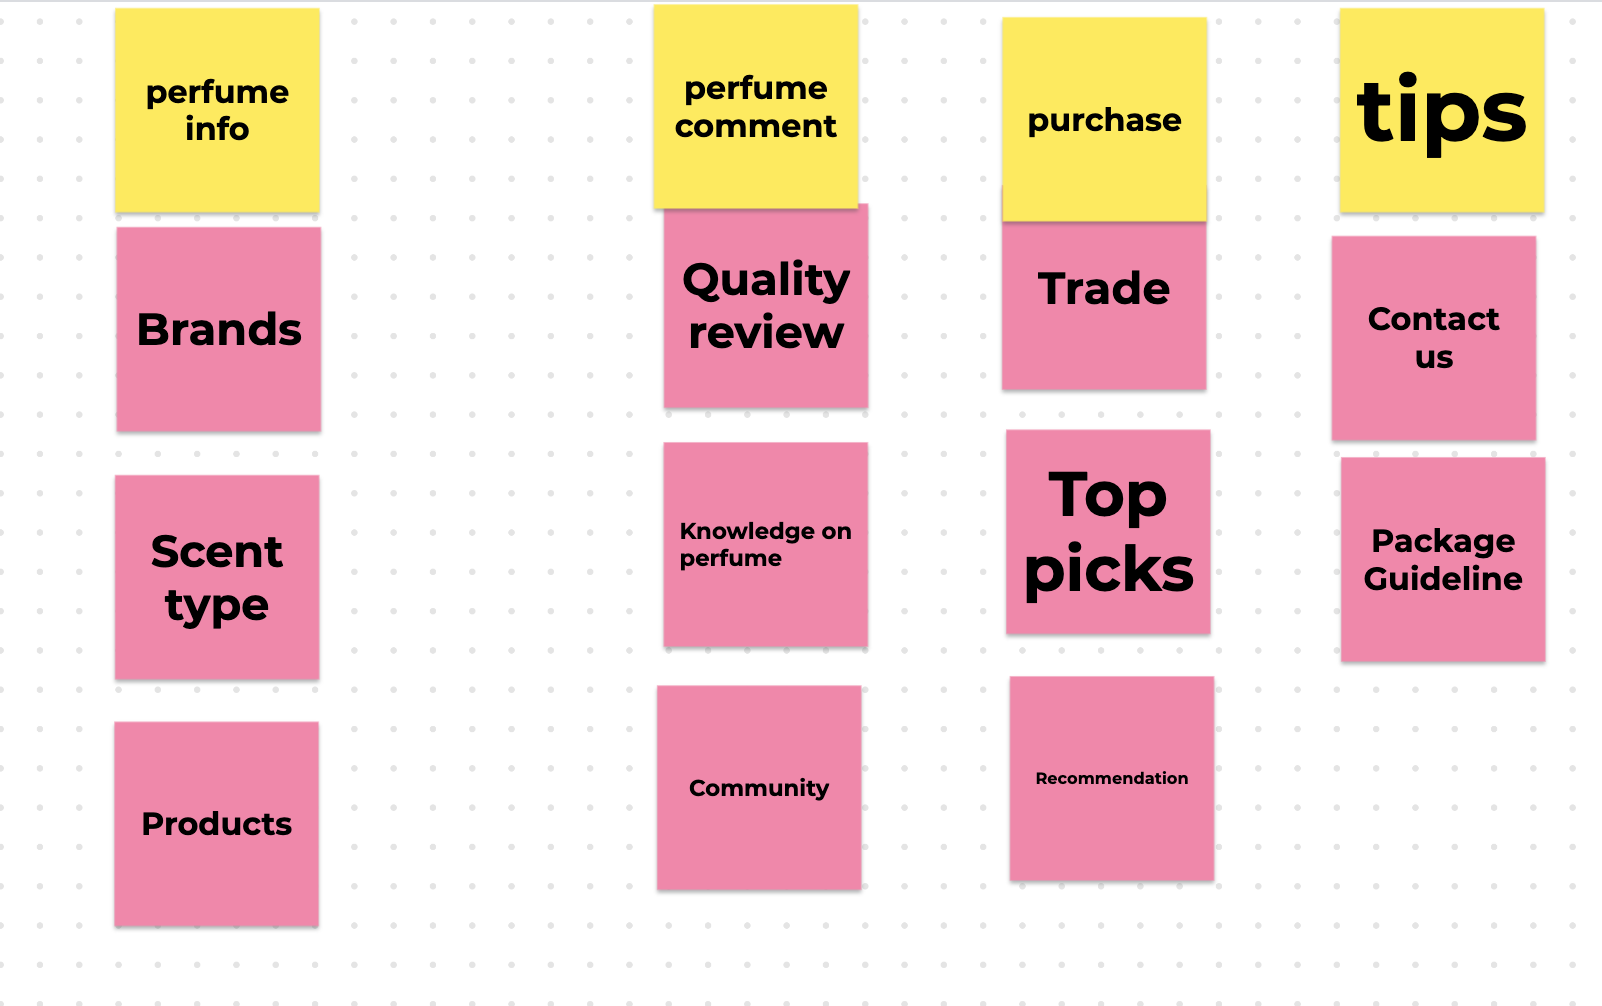 perfume
info
perfume
comment
purchase
tips
Brands
Quality
review
Trade
Contact
us
Scent
type
Knowledge on
perfume
Top
picks
Package
Guideline
Products
Community
Recommendation